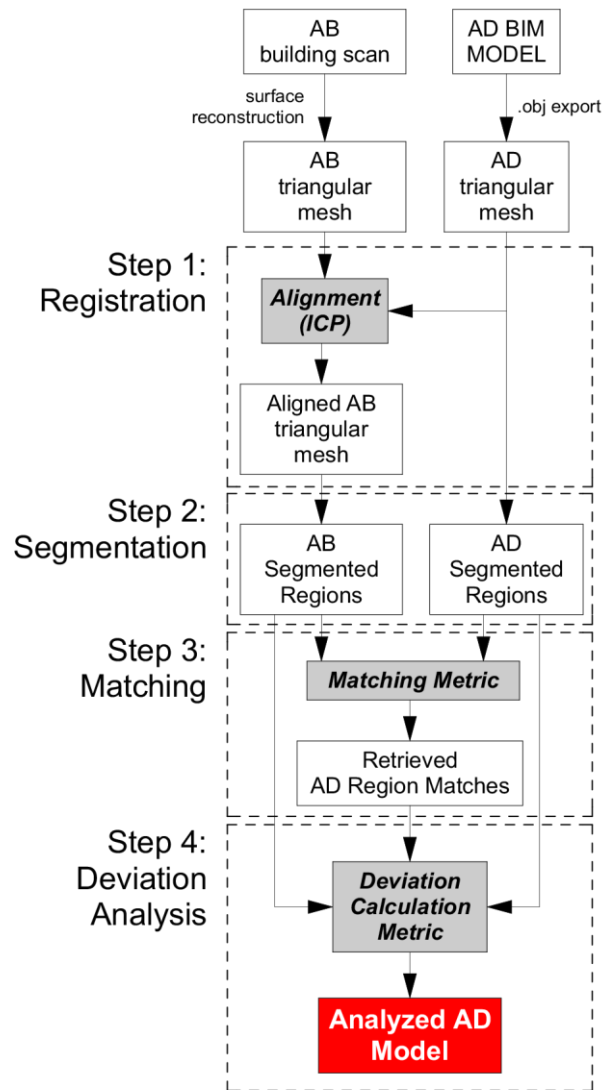 AB
building scan
AD BIM
MODEL
surface
reconstruction
.obj export
AB
triangular
mesh
AD
triangular
mesh
Step 1:
Registration
Alignment
(ICP)
Aligned AB
triangular
mesh
Step 2:
Segmentation
AB
Segmented
Regions
AD
Segmented
Regions
Step 3:
Matching
Matching Metric
Retrieved
AD Region Matches
Step 4:
Deviation
Analysis
Deviation
Calculation
Metric
Analyzed AD
Model